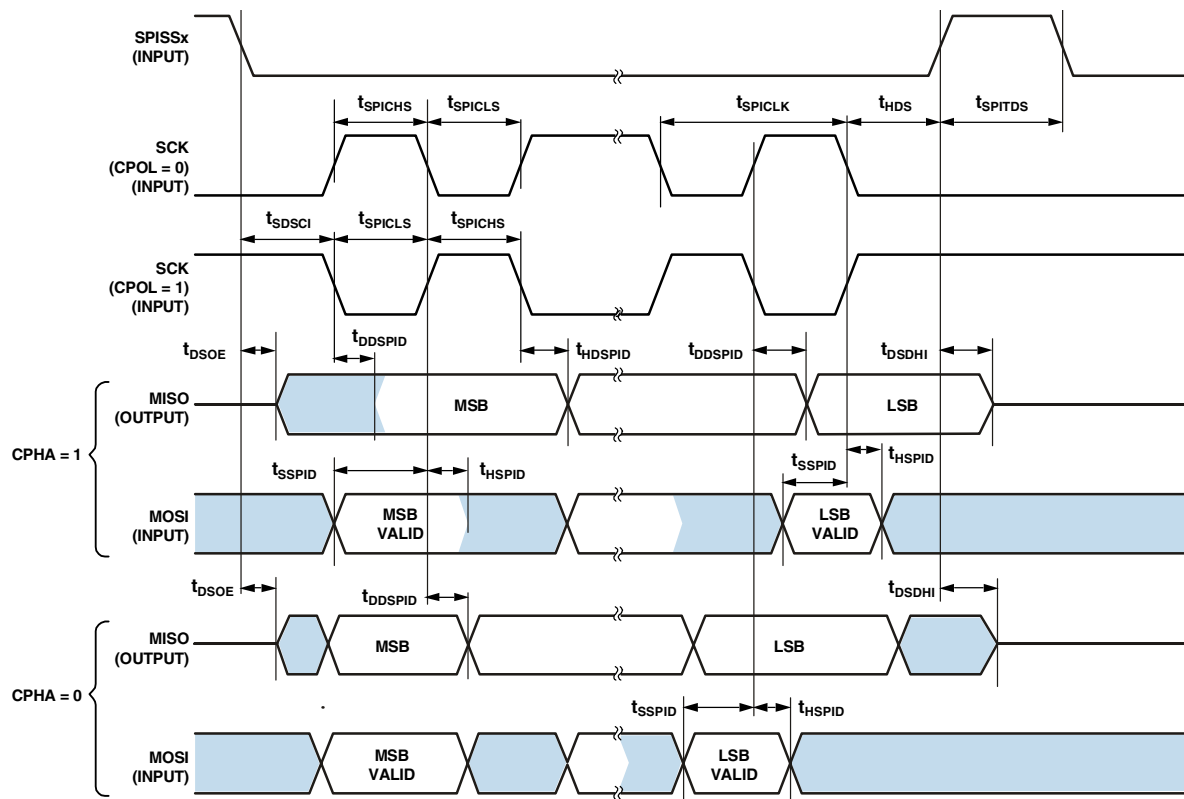 SPISSx
(INPUT)
tSPICHS tSPICLS tSPICLK tHDS tSPITDS
SCK
(CPOL = 0)
(INPUT)
tSDSCI tSPICLS tSPICHS
SCK
(CPOL = 1)
(INPUT)
tDSOE tDDSPID tHDSPID tDDSPID tDSDHI
MISO
(OUTPUT)
MSB LSB
CPHA = 1
tSSPID tHSPID tSSPID tHSPID
MOSI
(INPUT)
MSB
VALID
LSB
VALID
tDSOE tDDSPID tDSDHI
MISO
(OUTPUT)
MSB LSB
CPHA = 0
tSSPID tHSPID
MOSI
(INPUT)
MSB
VALID
LSB
VALID